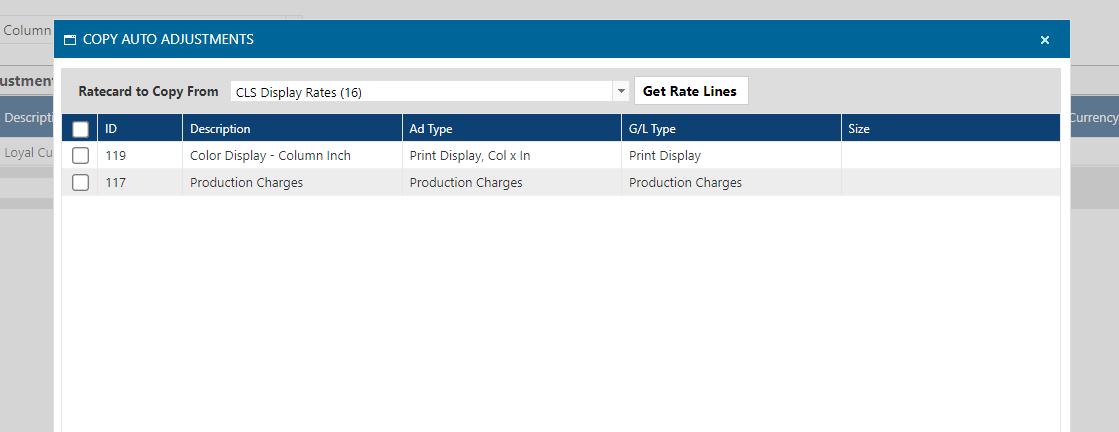 Column
COPY AUTO ADJUSTMENTS
Ratecard to Copy From CLS Display Rates (16) Get Rate Lines
ID Description Ad Type G/L Type Size
119 Color Display - Column Inch Print Display, Col x In Print Display
117 Production Charges Production Charges Production Charges
ustment
Descripti
Currency
Loyal Cu